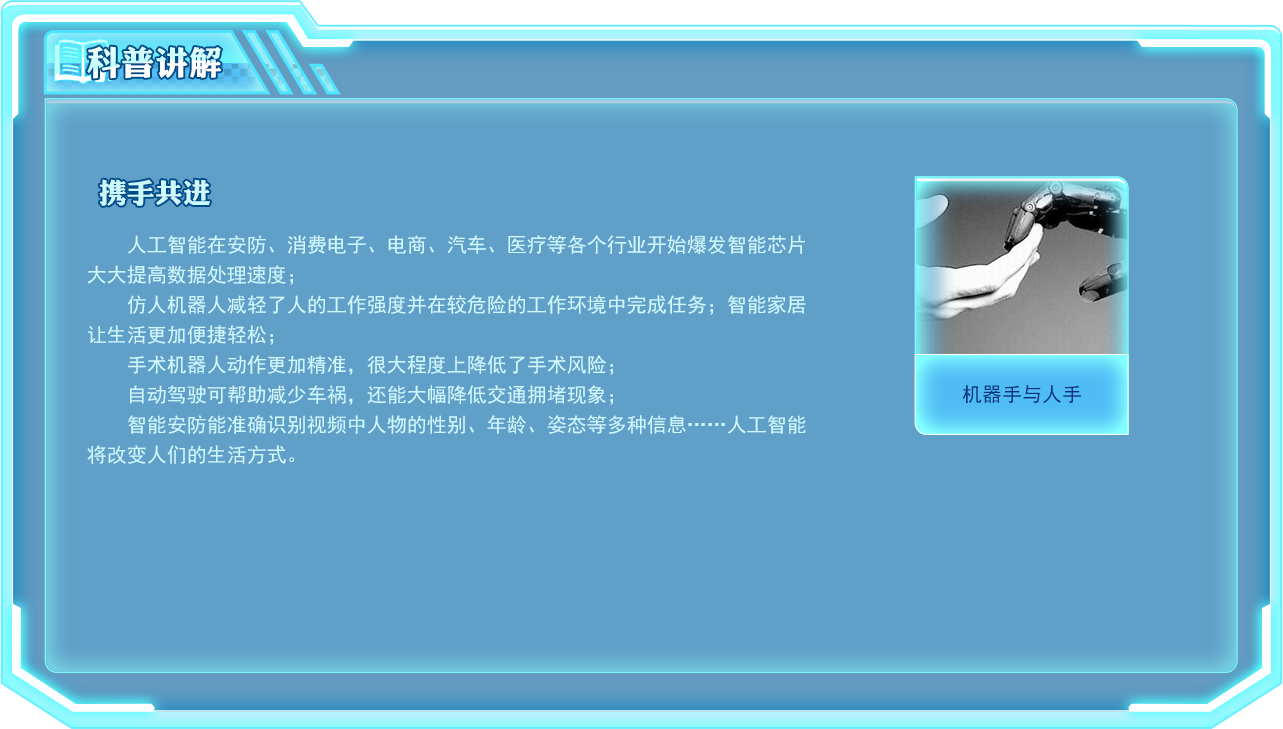 科普讲解
携手共进
人工智能在安防、消费电子、电商、汽车、医疗等各个行业开始爆发智能芯片
大大提高数据处理速度；
仿人机器人减轻了人的工作强度并在较危险的工作环境中完成任务；智能家居
让生活更加便捷轻松；
手术机器人动作更加精准，很大程度上降低了手术风险；
自动驾驶可帮助减少车祸，还能大幅降低交通拥堵现象；
智能安防能准确识别视频中人物的性别、年龄、姿态等多种信息……人工智能
将改变人们的生活方式。
机器手与人手